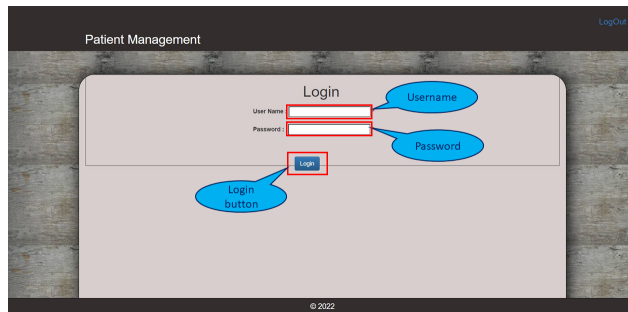 LogOut
Patient Management
Login
User Name :
Username
Password :
Password
Login
Login
button
© 2022